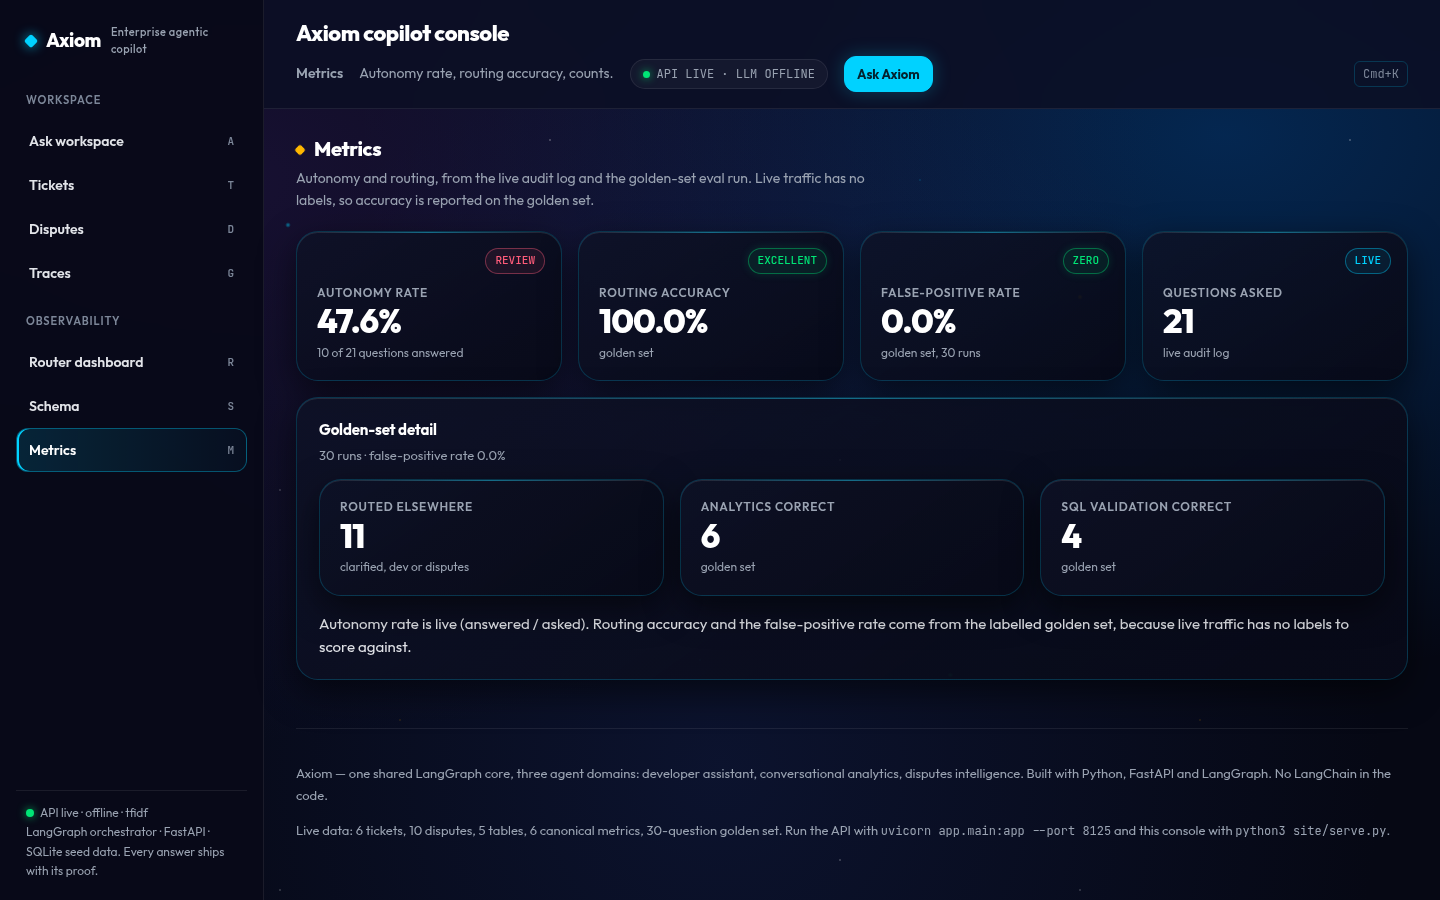 Axiom
Enterprise agentic
copilot
WORKSPACE
Ask workspace A
Tickets T
Disputes D
Traces G
OBSERVABILITY
Router dashboard R
Schema S
Metrics M
API live · offline · tfidf
LangGraph orchestrator · FastAPI ·
SQLite seed data. Every answer ships
with its proof.
Axiom copilot console
Metrics Autonomy rate, routing accuracy, counts. API LIVE · LLM OFFLINE Ask Axiom Cmd+K
Metrics
Autonomy and routing, from the live audit log and the golden-set eval run. Live traffic has no
labels, so accuracy is reported on the golden set.
REVIEW
AUTONOMY RATE
47.6%
10 of 21 questions answered
EXCELLENT
ROUTING ACCURACY
100.0%
golden set
ZERO
FALSE-POSITIVE RATE
0.0%
golden set, 30 runs
LIVE
QUESTIONS ASKED
21
live audit log
Golden-set detail
30 runs · false-positive rate 0.0%
ROUTED ELSEWHERE
11
clarified, dev or disputes
ANALYTICS CORRECT
6
golden set
SQL VALIDATION CORRECT
4
golden set
Autonomy rate is live (answered / asked). Routing accuracy and the false-positive rate come from the labelled golden set, because live traffic has no labels to
score against.
Axiom — one shared LangGraph core, three agent domains: developer assistant, conversational analytics, disputes intelligence. Built with Python, FastAPI and LangGraph. No LangChain in the
code.
Live data: 6 tickets, 10 disputes, 5 tables, 6 canonical metrics, 30-question golden set. Run the API with uvicorn app.main:app --port 8125 and this console with python3 site/serve.py.